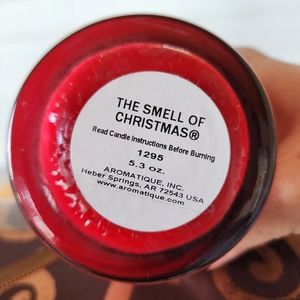 THE SMELL OF
CHRISTMAS®
Read Candle Instructions Before Burning
1295
5.3 oz.
AROMATIQUE, INC.
Heber Springs, AR 72543 USA
www.aromatique.com